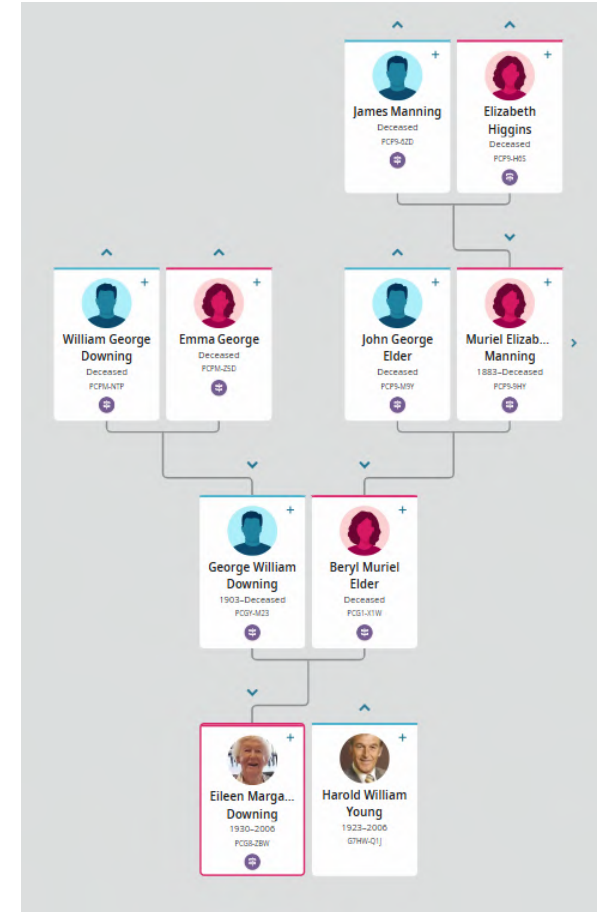 James Manning
Deceased
PCP9-6ZD
Elizabeth
Higgins
Deceased
PCP9-H6S
William George
Downing
Deceased
PCPM-NTP
Emma George
Deceased
PCPM-Z9D
John George
Elder
Deceased
PCP9-M9Y
Muriel Elizab...
Manning
1883–Deceased
PCP9-9HY
George William
Downing
1903–Deceased
PCGY-M23
Beryl Muriel
Elder
Deceased
PCG1-X1W
Eileen Marga...
Downing
1930–2006
PCG8-ZBW
Harold William
Young
1923–2006
G7HW-Q1J